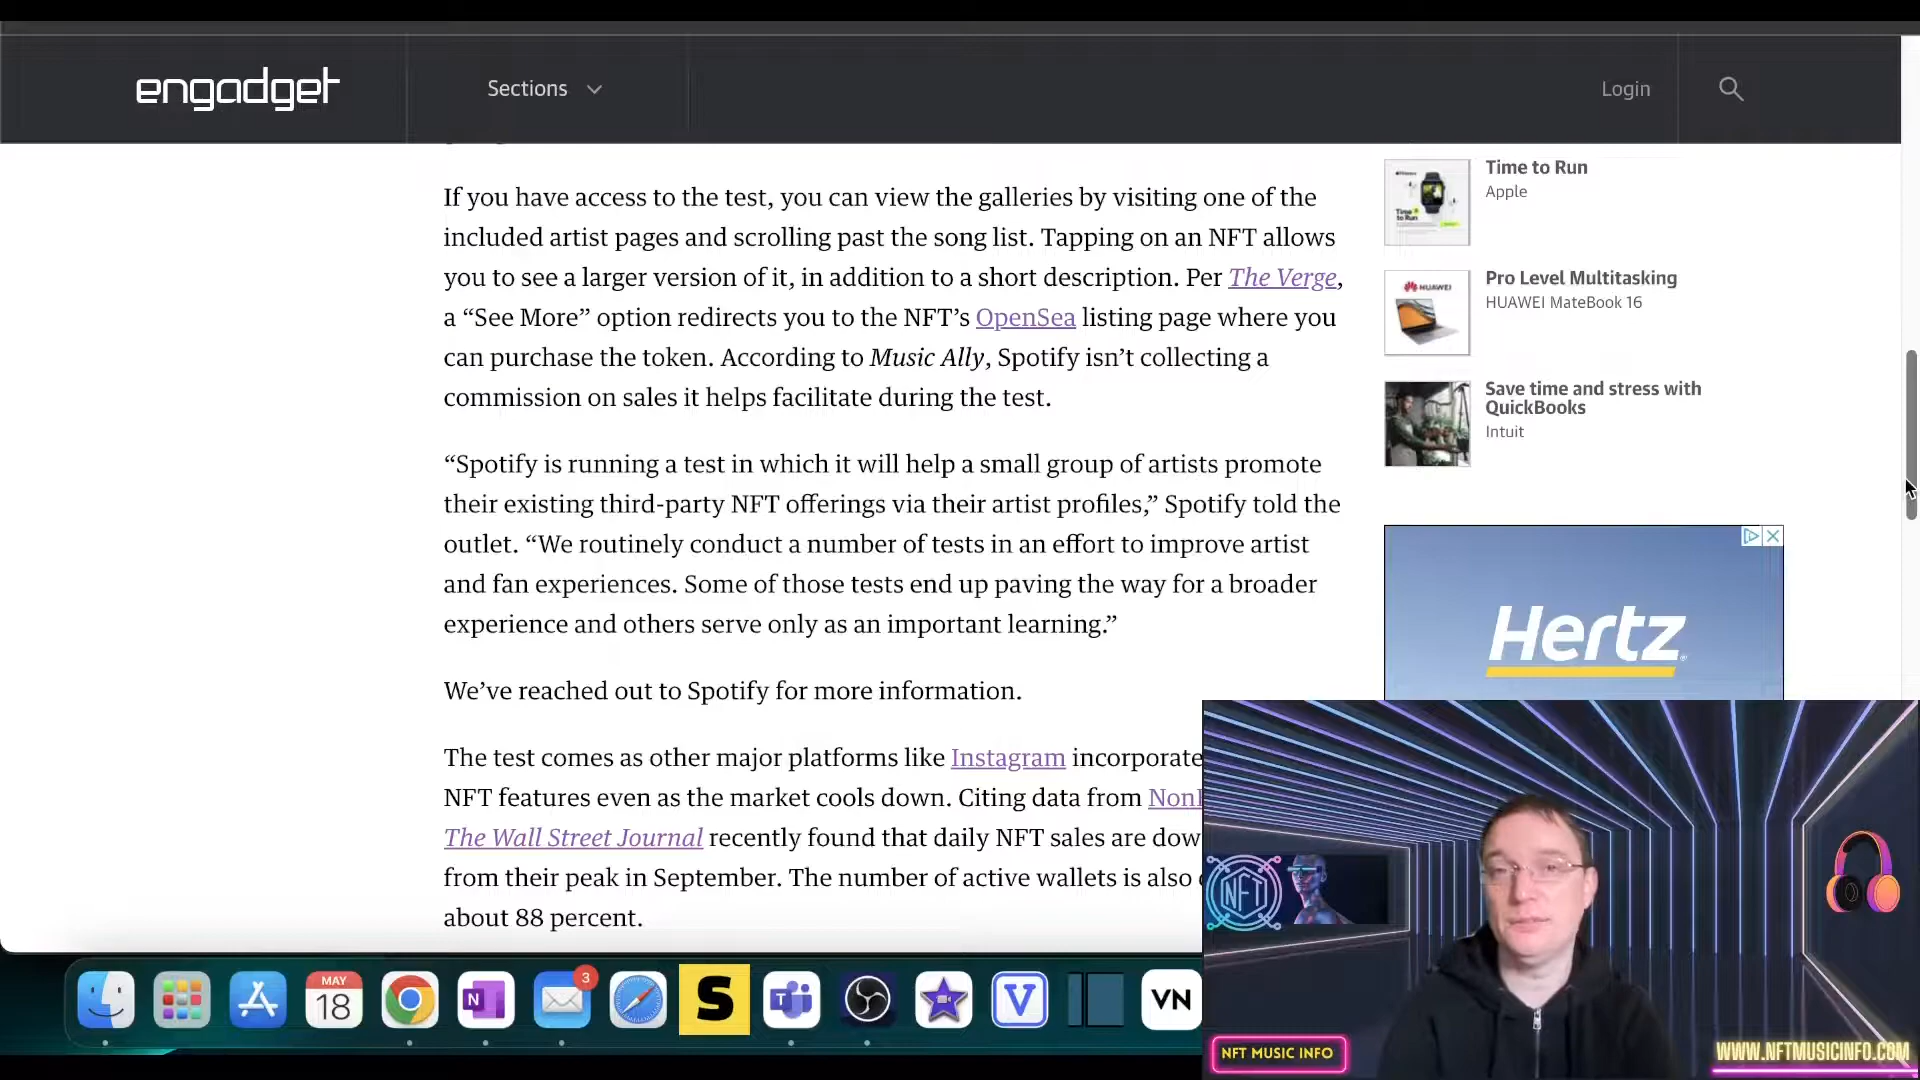 engadget
Sections
Login
If you have access to the test, you can view the galleries by visiting one of the
included artist pages and scrolling past the song list. Tapping on an NFT allows
you to see a larger version of it, in addition to a short description. Per The Verge,
a “See More” option redirects you to the NFT’s OpenSea listing page where you
can purchase the token. According to Music Ally, Spotify isn’t collecting a
commission on sales it helps facilitate during the test.
“Spotify is running a test in which it will help a small group of artists promote
their existing third-party NFT offerings via their artist profiles,” Spotify told the
outlet. “We routinely conduct a number of tests in an effort to improve artist
and fan experiences. Some of those tests end up paving the way for a broader
experience and others serve only as an important learning.”
We’ve reached out to Spotify for more information.
The test comes as other major platforms like Instagram incorporate
NFT features even as the market cools down. Citing data from
The Wall Street Journal recently found that daily NFT sales are
from their peak in September. The number of active wallets is also
about 88 percent.
Time to Run
Apple
Time
to Run
Pro Level Multitasking
HUAWEI MateBook 16
HUAWEI
Save time and stress with
QuickBooks
Intuit
Hertz
NFT
NFT MUSIC INFO
WWW.NFTMUSICINFO.COM
MAY
18
N
3
S
T
V
VN